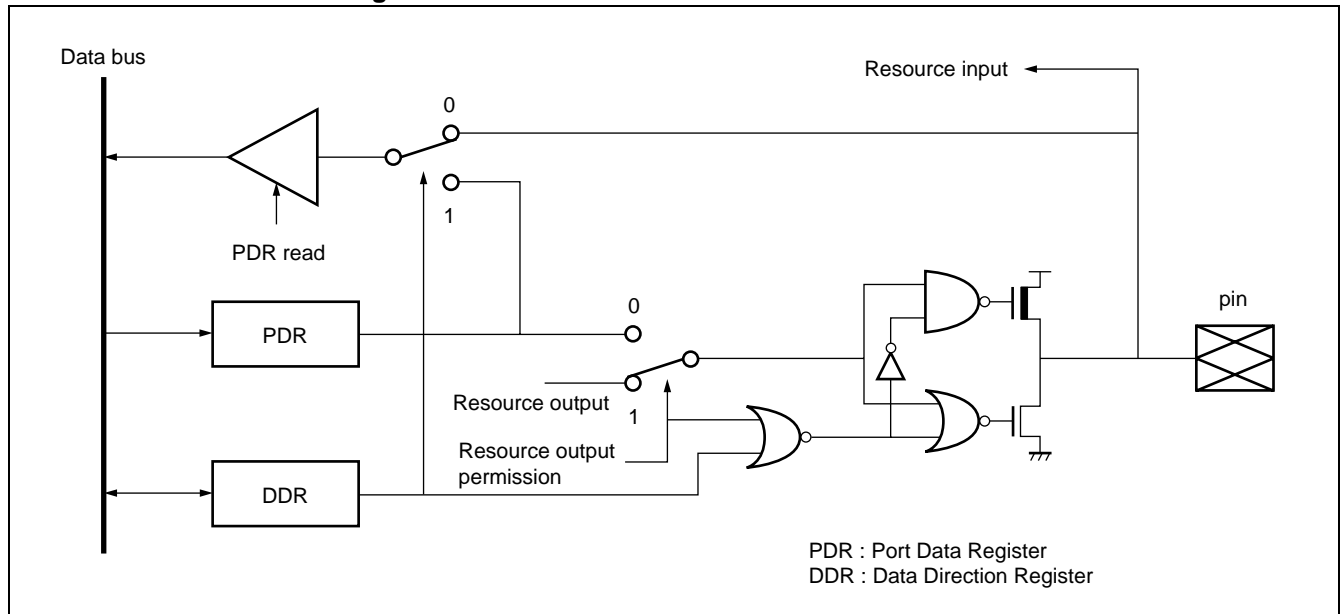 Data bus
Resource input
0
1
PDR read
pin
0
PDR
Resource output
1
Resource output
permission
DDR
PDR : Port Data Register
DDR : Data Direction Register